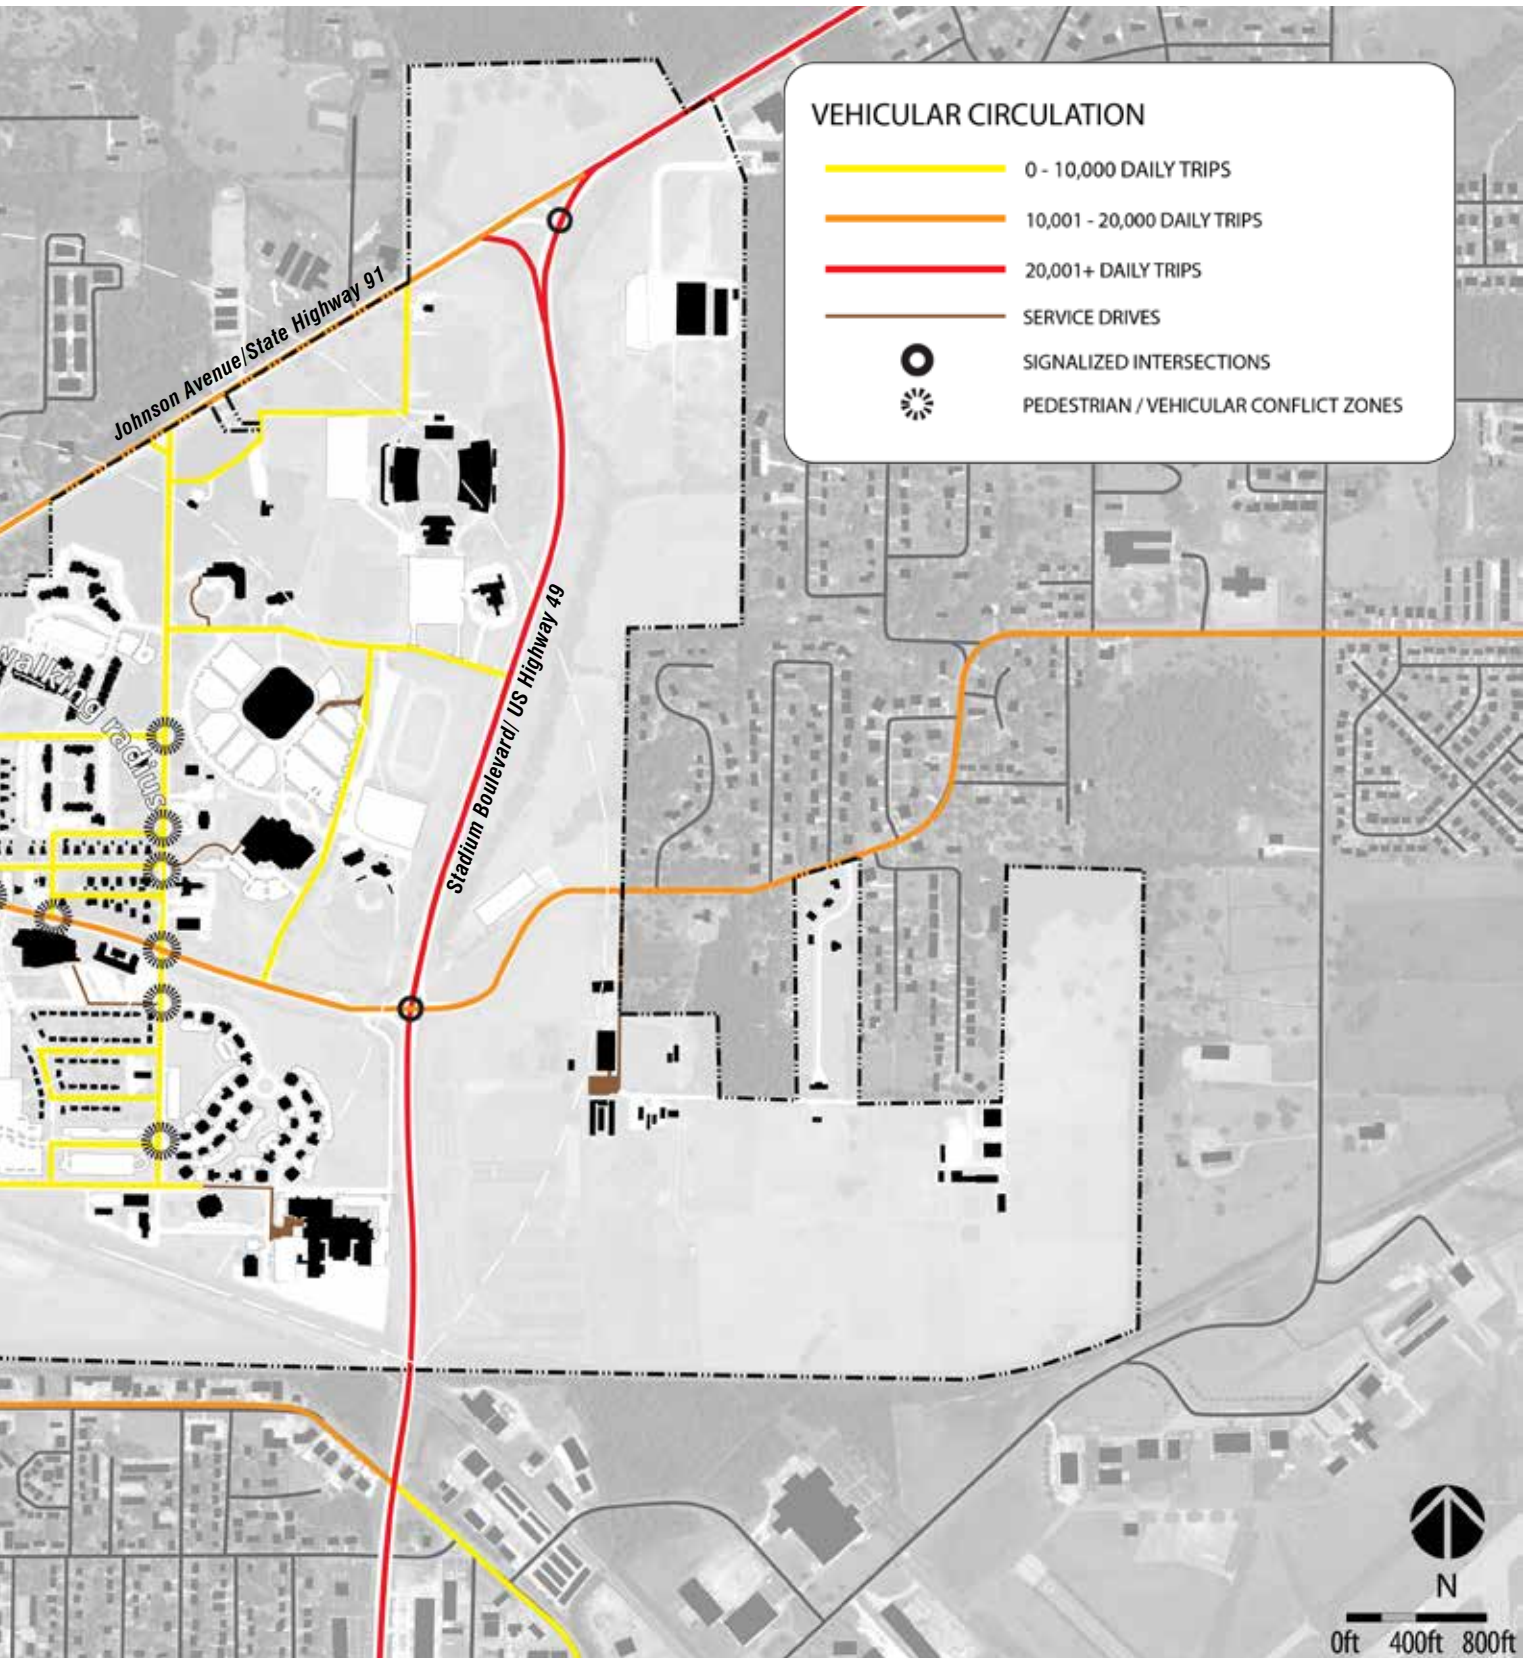 VEHICULAR CIRCULATION
0 - 10,000 DAILY TRIPS
10,001 - 20,000 DAILY TRIPS
20,001+ DAILY TRIPS
SERVICE DRIVES
SIGNALIZED INTERSECTIONS
PEDESTRIAN / VEHICULAR CONFLICT ZONES
Johnson Avenue/State Highway 91
Stadium Boulevard/ US Highway 49
walking radius
N
0ft 400ft 800ft